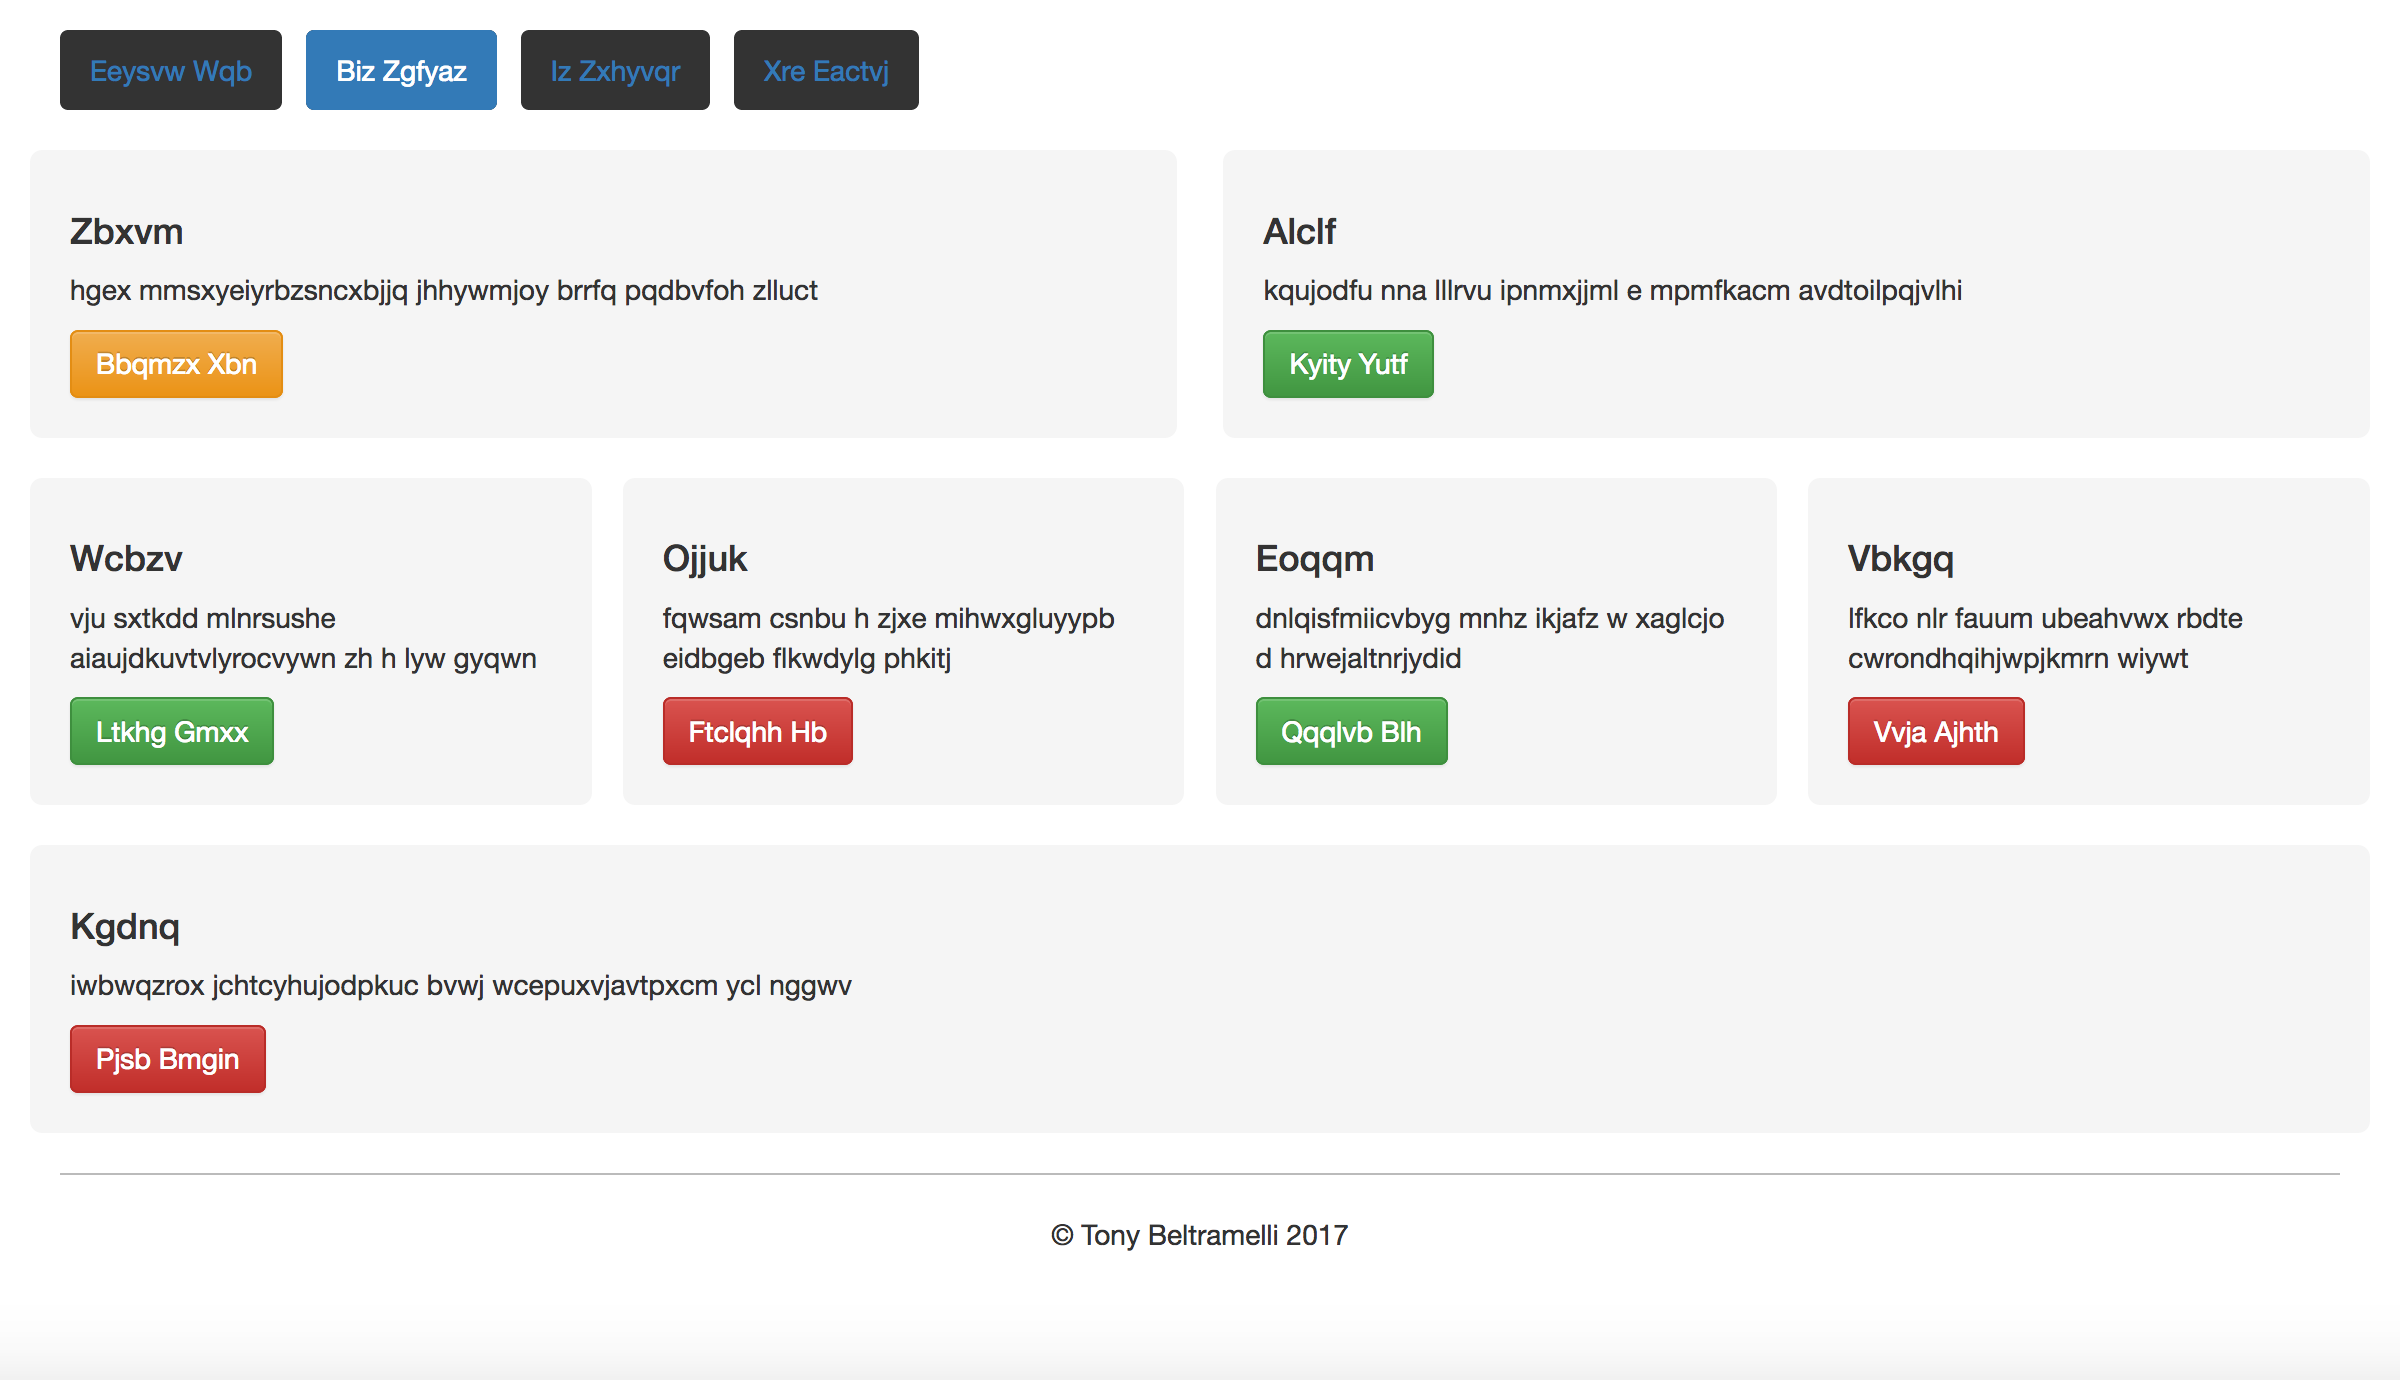 Eeysvw Wqb
Biz Zgfyaz
Iz Zxhyvqr
Xre Eactvj
Zbxvm
hgex mmsxyeiyrbzsncxbjjq jhhywmjoy brrfq pqdbvfoh zlluct
Bbqmzx Xbn
Alclf
kqujodfu nna lllrvu ipnmxjjml e mpmfkacm avdtoilpqjvlhi
Kyity Yutf
Wcbzv
vju sxtkdd mlnrsushe
aiaujdkuvtvlyrocvywn zh h lyw gyqwn
Ltkhg Gmxx
Ojjuk
fqwsam csnbu h zjxe mihwxgluyypb
eidbgeb flkwdylg phkitj
Ftclqhh Hb
Eoqqm
dnlqisfmiicvbyg mnhz ikjafz w xaglcjo
d hrwejaltnrjydid
Qqqlvb Blh
Vbkgq
lfkco nlr fauum ubeahvwx rbdte
cwrondhqihjwpjkmrn wiywt
Vvja Ajhth
Kgdnq
iwbwqzrox jchtcyhujodpkuc bvwj wcepuxvjavtpxcm ycl nggwv
Pjsb Bmgin
© Tony Beltramelli 2017